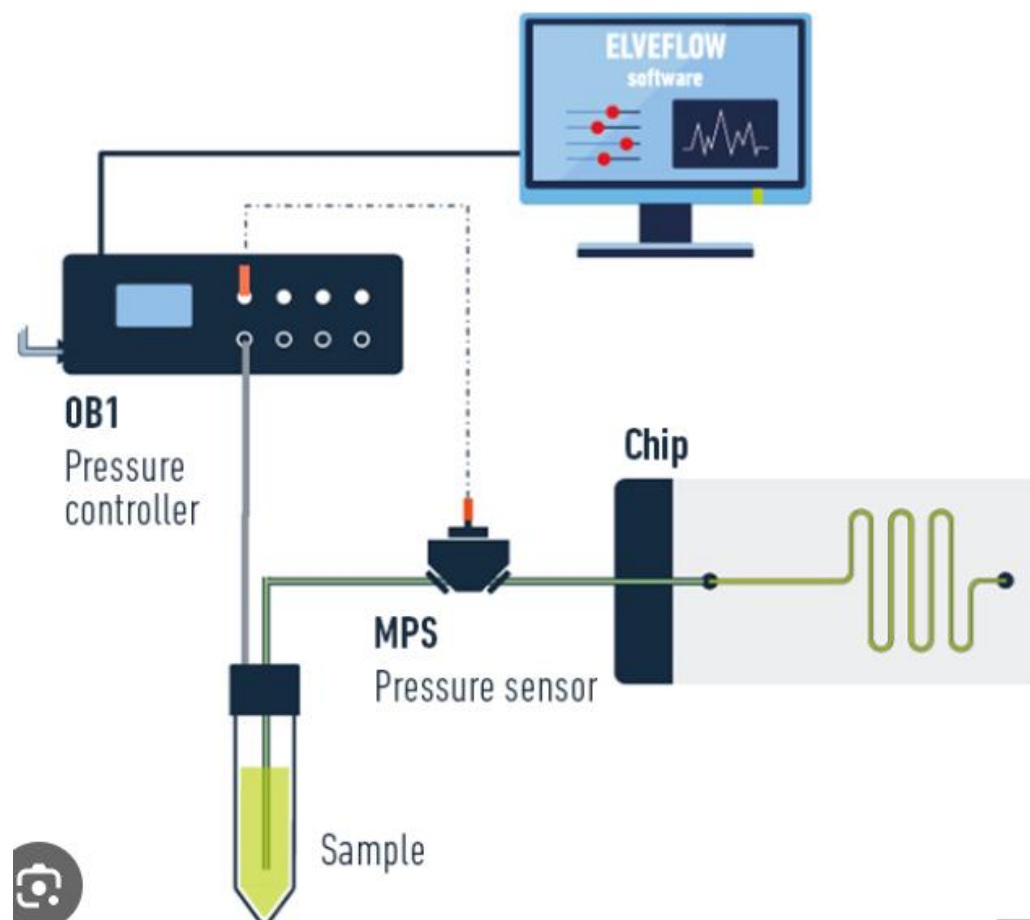 ELVEFLOW
software
OB1
Pressure
controller
Chip
MPS
Pressure sensor
Sample